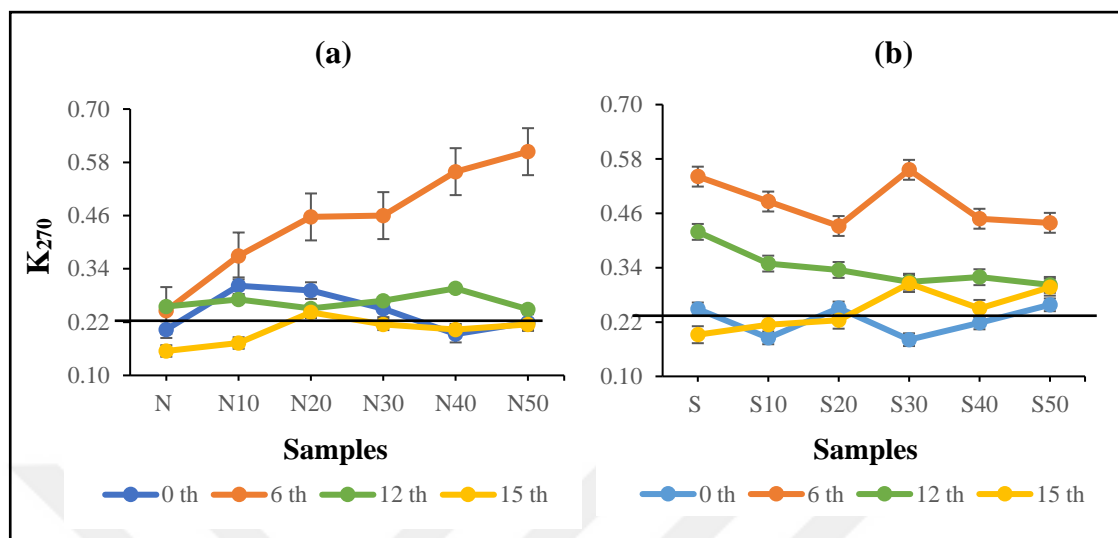 (a)
(b)
K270
0.70
0.58
0.46
0.34
0.22
0.10
N N10 N20 N30 N40 N50
Samples
0 th 6 th 12 th 15 th
0.70
0.58
0.46
0.34
0.22
0.10
S S10 S20 S30 S40 S50
Samples
0 th 6 th 12 th 15 th